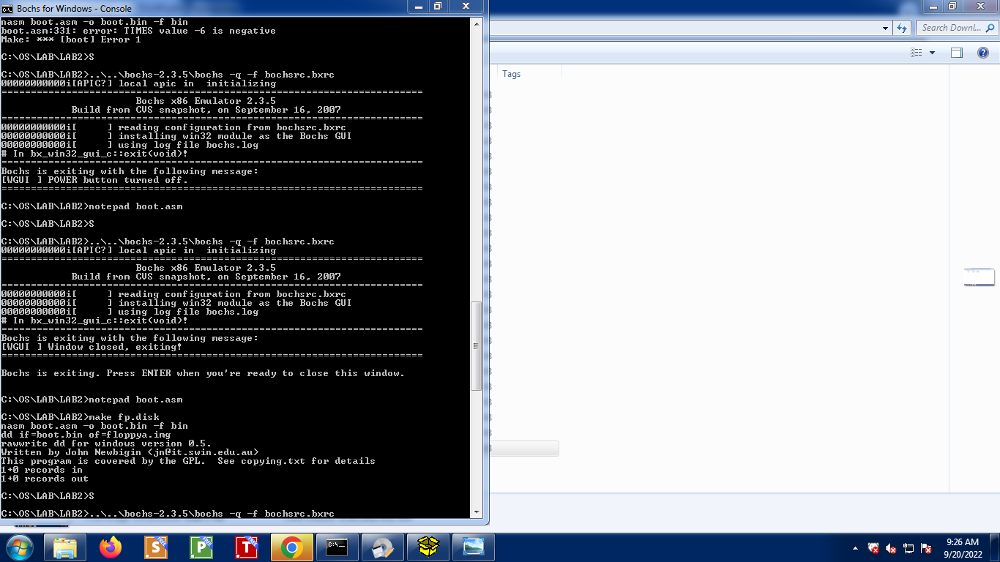 Bochs for Windows - Console
nasm boot.asm -o boot.bin -f bin
boot.asm:331: error: TIMES value -6 is negative
Make: *** [boot] Error 1
C:\OS\LAB\LAB2>S
C:\OS\LAB\LAB2>..\..\bochs-2.3.5\bochs -q -f bochsrc.bxrc
00000000000i[APIC?] local apic in  initializing
========================================================================
Bochs x86 Emulator 2.3.5
Build from CVS snapshot, on September 16, 2007
========================================================================
00000000000i[     ] reading configuration from bochsrc.bxrc
00000000000i[     ] installing win32 module as the Bochs GUI
00000000000i[     ] using log file bochs.log
# In bx_win32_gui_c::exit(void)!
========================================================================
Bochs is exiting with the following message:
[WGUI ] POWER button turned off.
========================================================================
C:\OS\LAB\LAB2>notepad boot.asm
C:\OS\LAB\LAB2>S
C:\OS\LAB\LAB2>..\..\bochs-2.3.5\bochs -q -f bochsrc.bxrc
00000000000i[APIC?] local apic in  initializing
========================================================================
Bochs x86 Emulator 2.3.5
Build from CVS snapshot, on September 16, 2007
========================================================================
00000000000i[     ] reading configuration from bochsrc.bxrc
00000000000i[     ] installing win32 module as the Bochs GUI
00000000000i[     ] using log file bochs.log
# In bx_win32_gui_c::exit(void)!
========================================================================
Bochs is exiting with the following message:
[WGUI ] Window closed, exiting!
========================================================================
Bochs is exiting. Press ENTER when you're ready to close this window.
C:\OS\LAB\LAB2>notepad boot.asm
C:\OS\LAB\LAB2>make fp.disk
nasm boot.asm -o boot.bin -f bin
dd if=boot.bin of=floppya.img
rawwrite dd for windows version 0.5.
Written by John Newbigin <jn@it.swin.edu.au>
This program is covered by the GPL.  See copying.txt for details
1+0 records in
1+0 records out
C:\OS\LAB\LAB2>S
C:\OS\LAB\LAB2>..\..\bochs-2.3.5\bochs -q -f bochsrc.bxrc
Search Downl...
Tags
S
P
T
FREE
9:26 AM
9/20/2022